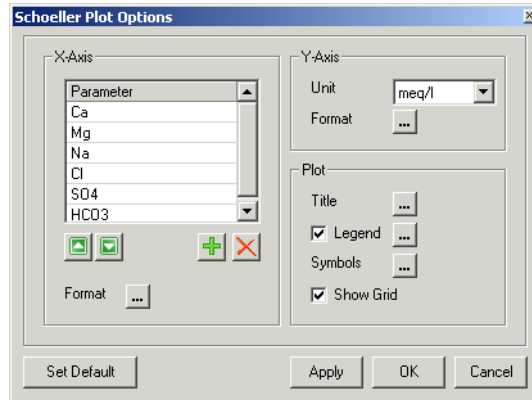 Schoeller Plot Options
X-Axis
Parameter
Ca
Mg
Na
Cl
SO4
HCO3
Format ...
Y-Axis
Unit meq/l
Format ...
Plot
Title ...
Legend ...
Symbols ...
Show Grid
Set Default Apply OK Cancel